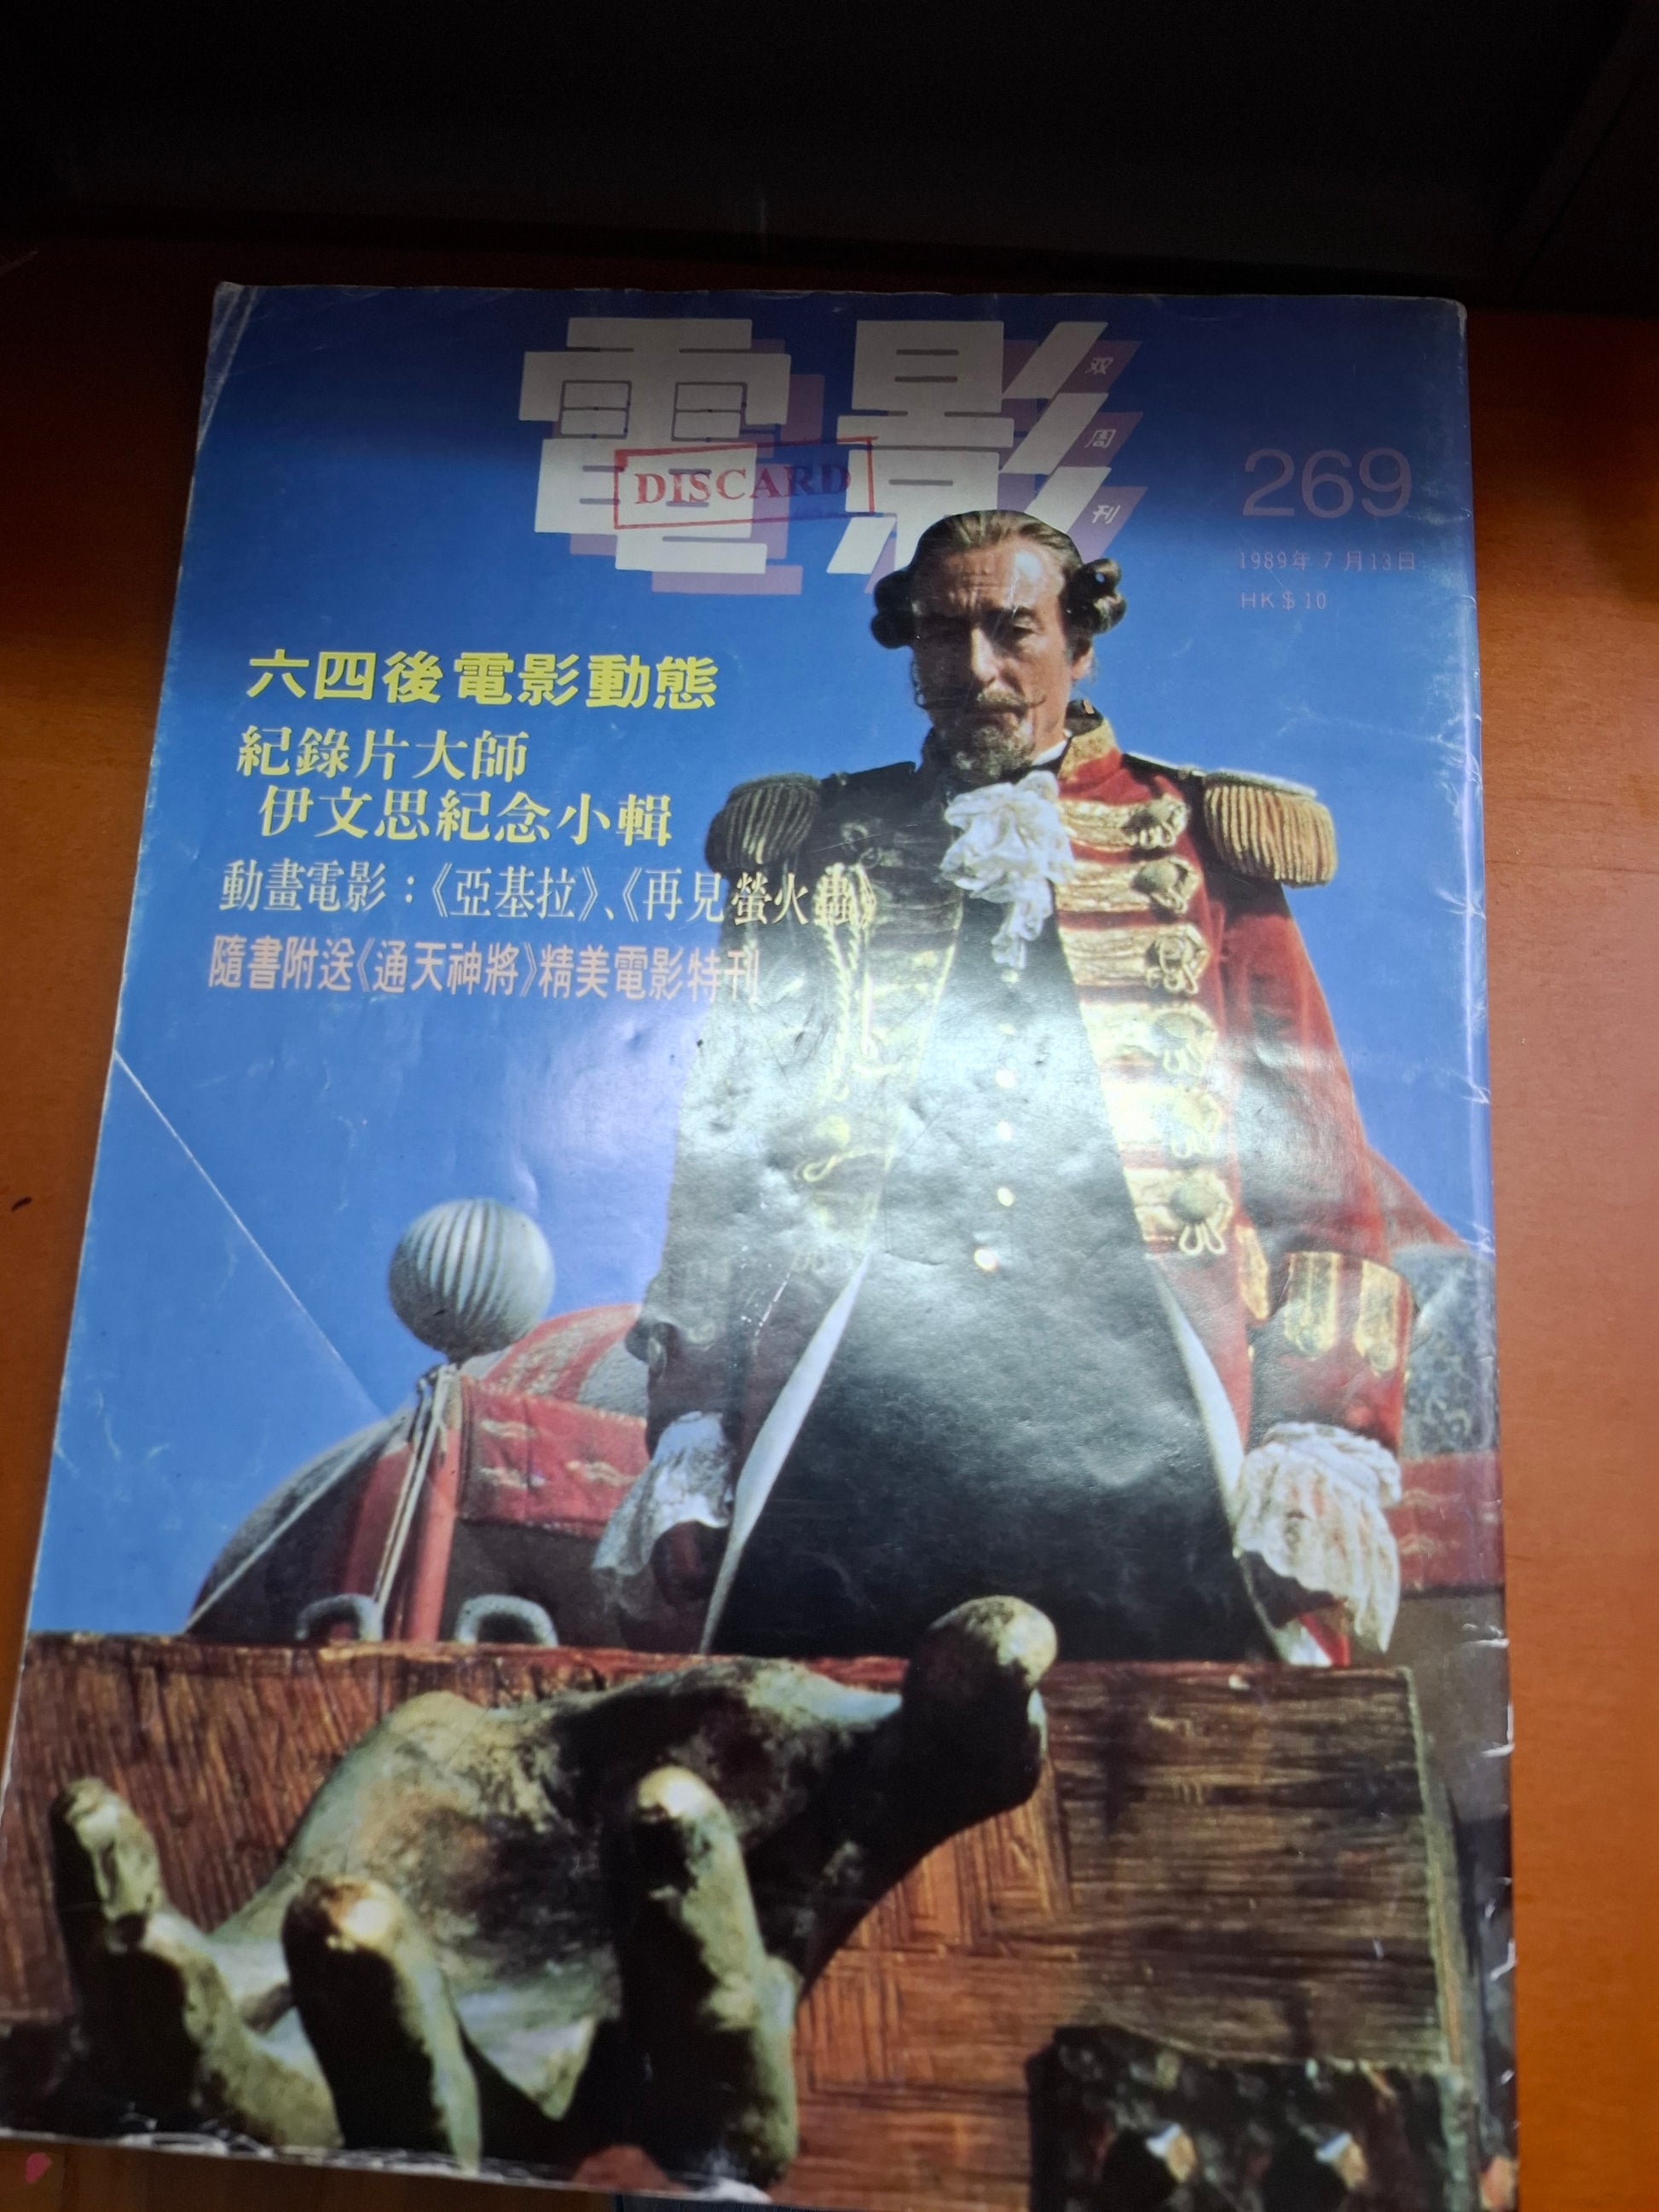 電影
双周刊
DISCARD
269
1989年7月13日
HK$10
六四後電影動態
紀錄片大師
伊文思紀念小輯
動畫電影：《亞基拉》、《再見螢火蟲》
隨書附送《通天神將》精美電影特刊